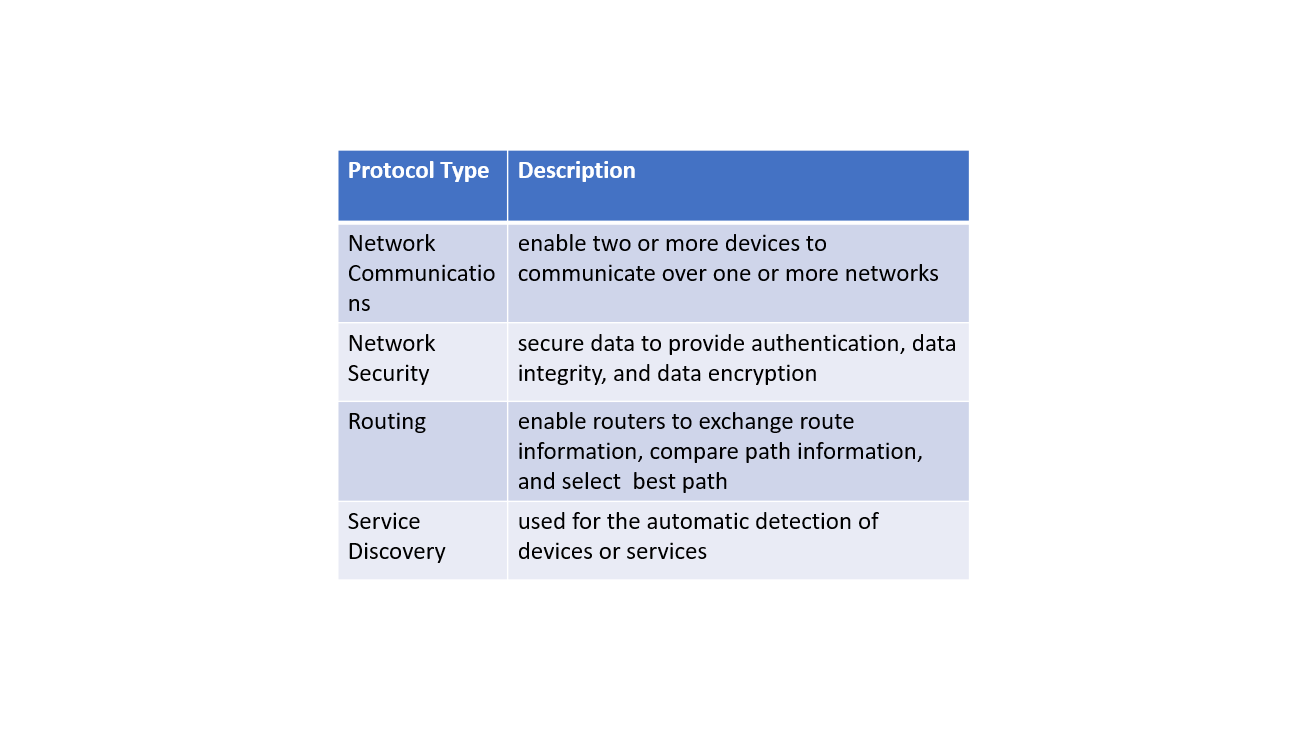 Protocol Type
Description
Network
Communicatio
ns
enable two or more devices to
communicate over one or more networks
Network
Security
secure data to provide authentication, data
integrity, and data encryption
Routing
enable routers to exchange route
information, compare path information,
and select  best path
Service
Discovery
used for the automatic detection of
devices or services